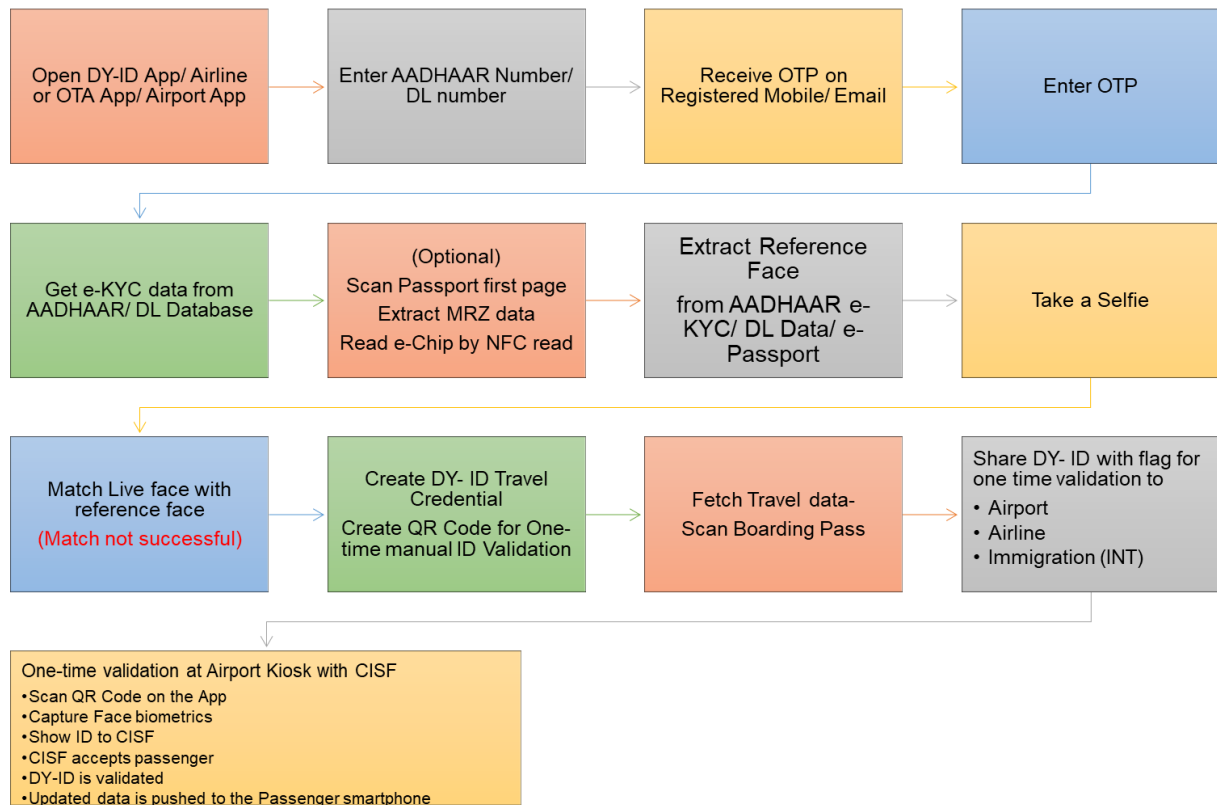 Open DY-ID App/ Airline
or OTA App/ Airport App
Enter AADHAAR Number/
DL number
Receive OTP on
Registered Mobile/ Email
Enter OTP
Get e-KYC data from
AADHAAR/ DL Database
(Optional)
Scan Passport first page
Extract MRZ data
Read e-Chip by NFC read
Extract Reference
Face
from AADHAAR e-
KYC/ DL Data/ e-
Passport
Take a Selfie
Match Live face with
reference face
(Match not successful)
Create DY- ID Travel
Credential
Create QR Code for One-
time manual ID Validation
Fetch Travel data-
Scan Boarding Pass
Share DY- ID with flag for
one time validation to
• Airport
• Airline
• Immigration (INT)
One-time validation at Airport Kiosk with CISF
•Scan QR Code on the App
•Capture Face biometrics
•Show ID to CISF
•CISF accepts passenger
•DY-ID is validated
•Updated data is pushed to the Passenger smartphone